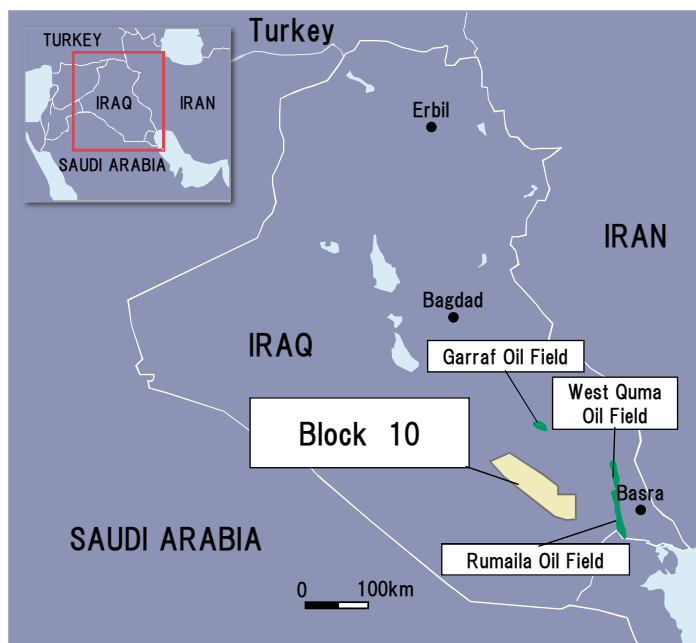 TURKEY
IRAQ
IRAN
SAUDI ARABIA
Turkey
Erbil
IRAN
Bagdad
IRAQ
Garraf Oil Field
West Quma
Oil Field
Block 10
Basra
SAUDI ARABIA
Rumaila Oil Field
0 100km